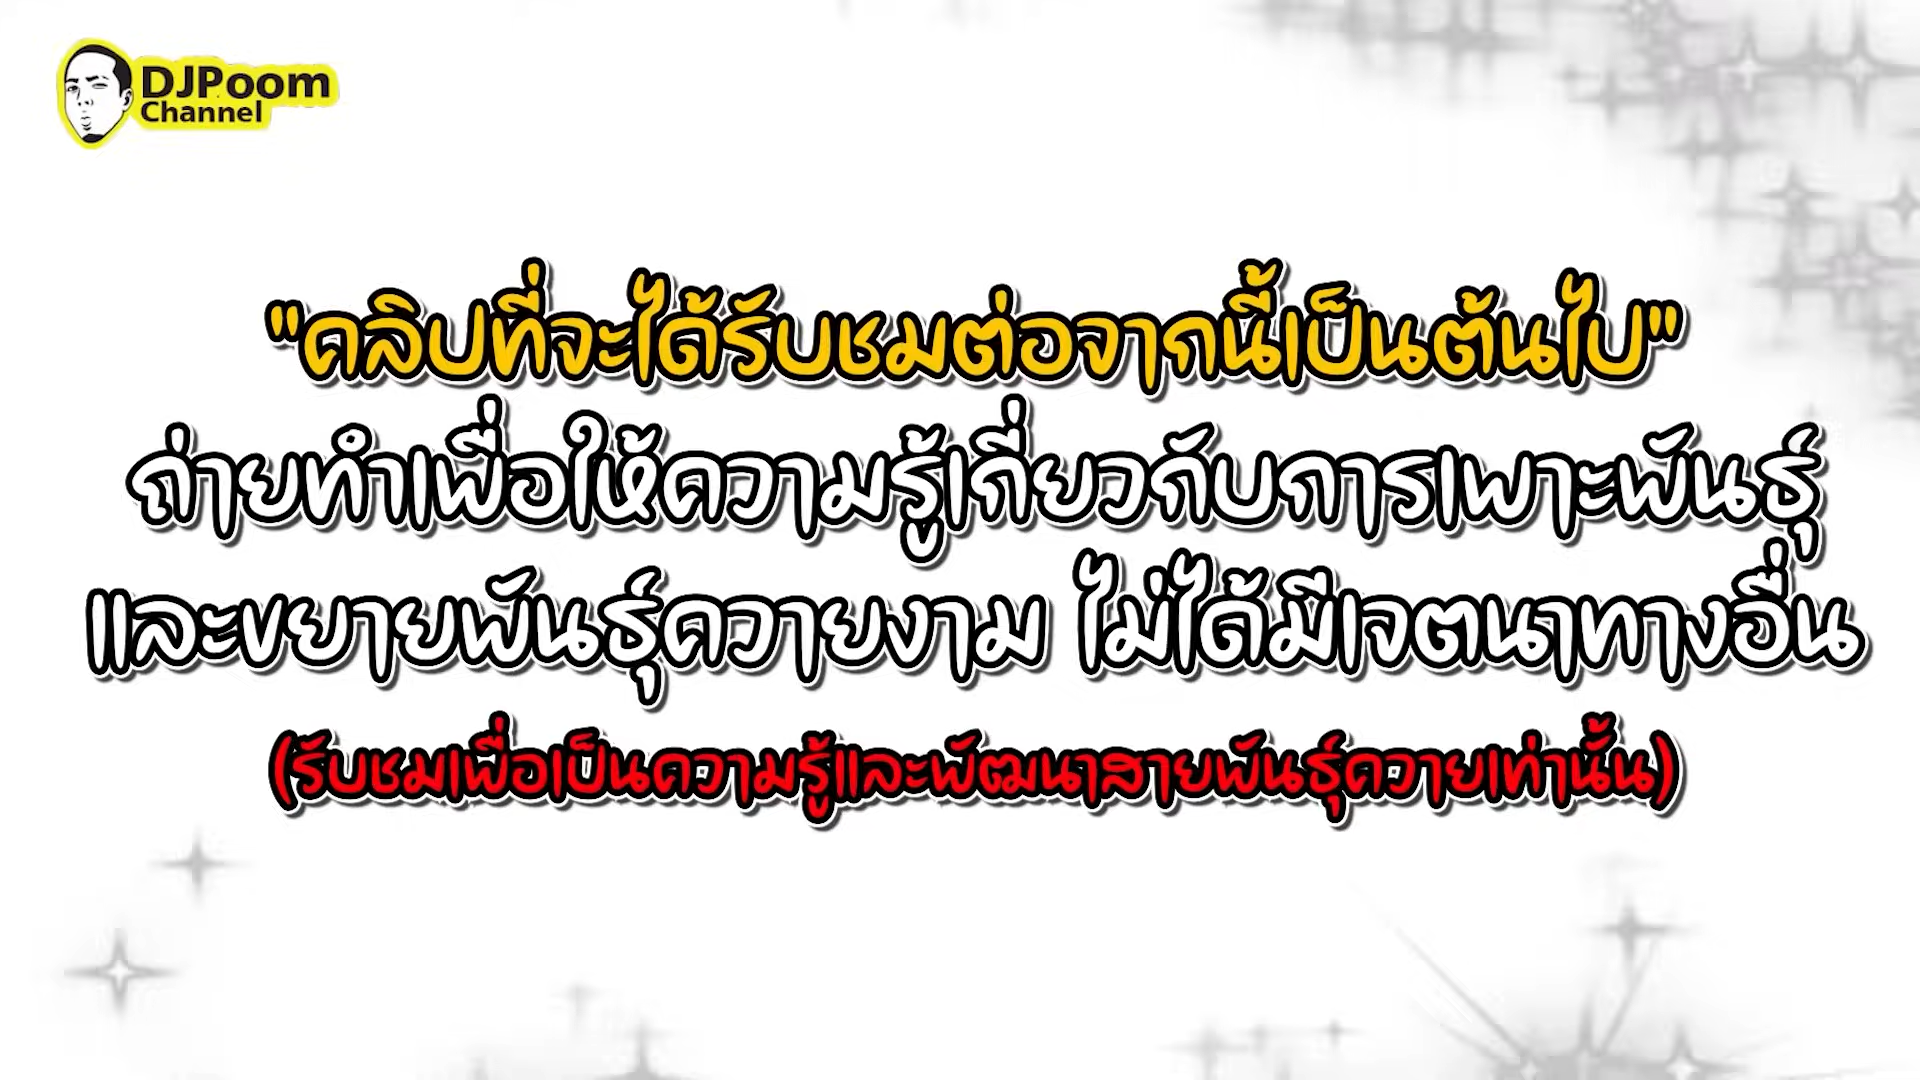 DJPoom
Channel
"คลิปที่จะได้รับชมต่อจากนี้เป็นต้นไป"
ถ่ายทำเพื่อให้ความรู้เกี่ยวกับการเพาะพันธุ์
และขยายพันธุ์ควายงาม ไม่ได้มีเจตนาทางอื่น
(รับชมเพื่อเป็นความรู้และพัฒนาสายพันธุ์ควายเท่านั้น)